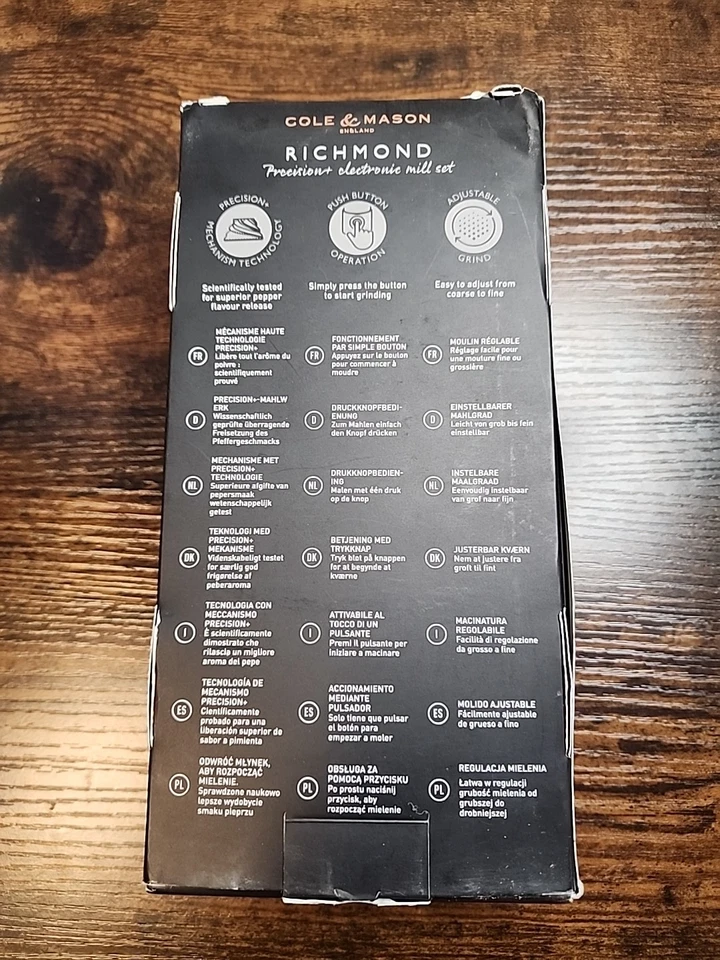 COLE & MASON
ENGLAND
RICHMOND
Precision+ electronic mill set
PRECISION+
MECHANISM TECHNOLOGY
Scientifically tested
for superior pepper
flavour release
PUSH BUTTON
OPERATION
Simply press the button
to start grinding
ADJUSTABLE
GRIND
Easy to adjust from
coarse to fine
FR
MÉCANISME HAUTE
TECHNOLOGIE
PRECISION+
Libère tout l'arôme du
poivre :
scientifiquement
prouvé
FR
FONCTIONNEMENT
PAR SIMPLE BOUTON
Appuyez sur le bouton
pour commencer à
moudre
FR
MOULIN RÉGLABLE
Réglage facile pour
une mouture fine ou
grossière
D
PRECISION+-MAHLW
ERK
Wissenschaftlich
geprüfte überragende
Freisetzung des
Pfeffergeschmacks
D
DRUCKKNOPFBEDI-
ENUNG
Zum Mahlen einfach
den Knopf drücken
D
EINSTELLBARER
MAHLGRAD
Leicht von grob bis fein
einstellbar
NL
MECHANISME MET
PRECISION+
TECHNOLOGIE
Superieure afgifte van
pepersmaak
wetenschappelijk
getest
NL
DRUKKNOPBEDIEN-
ING
Malen met één druk
op de knop
NL
INSTELBARE
MAALGRAAD
Eenvoudig instelbaar
van grof naar fijn
DK
TEKNOLOGI MED
PRECISION+
MEKANISME
Videnskabeligt testet
for særlig god
frigørelse af
peberaroma
DK
BETJENING MED
TRYKKNAP
Tryk blot på knappen
for at begynde at
kværne
DK
JUSTERBAR KVÆRN
Nem at justere fra
groft til fint
I
TECNOLOGIA CON
MECCANISMO
PRECISION+
È scientificamente
dimostrato che
rilascia un migliore
aroma del pepe
I
ATTIVABILE AL
TOCCO DI UN
PULSANTE
Premi il pulsante per
iniziare a macinare
I
MACINATURA
REGOLABILE
Facilità di regolazione
da grosso a fine
ES
TECNOLOGÍA DE
MECANISMO
PRECISION+
Científicamente
probado para una
liberación superior de
sabor a pimienta
ES
ACCIONAMIENTO
MEDIANTE
PULSADOR
Solo tiene que pulsar
el botón para
empezar a moler
ES
MOLIDO AJUSTABLE
Fácilmente ajustable
de grueso a fino
PL
ODWRÓĆ MŁYNEK,
ABY ROZPOCZĄĆ
MIELENIE.
Sprawdzone naukowo
lepsze wydobycie
smaku pieprzu
PL
OBSŁUGA ZA
POMOCĄ PRZYCISKU
Po prostu naciśnij
przycisk, aby
rozpocząć mielenie
PL
REGULACJA MIELENIA
Łatwa w regulacji
grubość mielenia od
grubszej do
drobniejszej